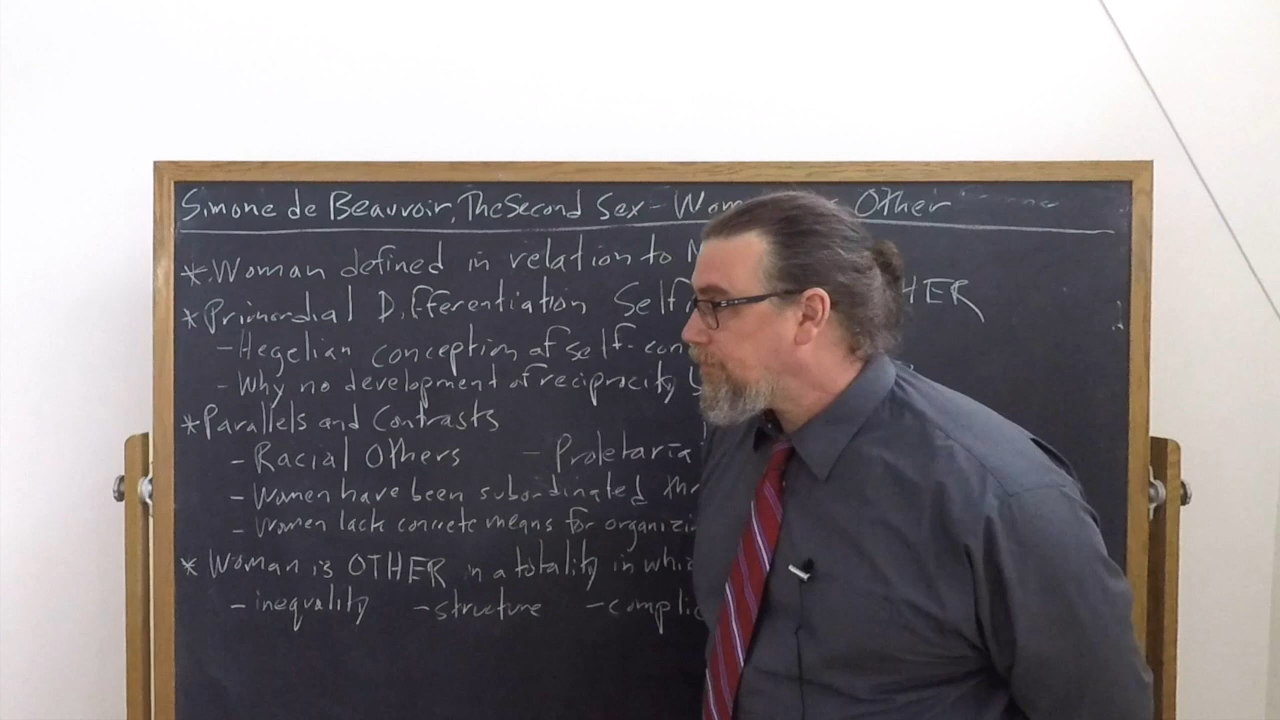 Simone de Beauvoir, The Second Sex - Wom Other
* Woman defined in relation to
* Primordial Differentiation Self HER
- Hegelian conception of self-con
- Why no development of reciprocity
* Parallels and Contrasts
- Racial Others - Proletaria
- Women have been subordinated
- Women lack concrete means for organizi
* Woman is OTHER in a totality in whic
- inequality - structure - complic